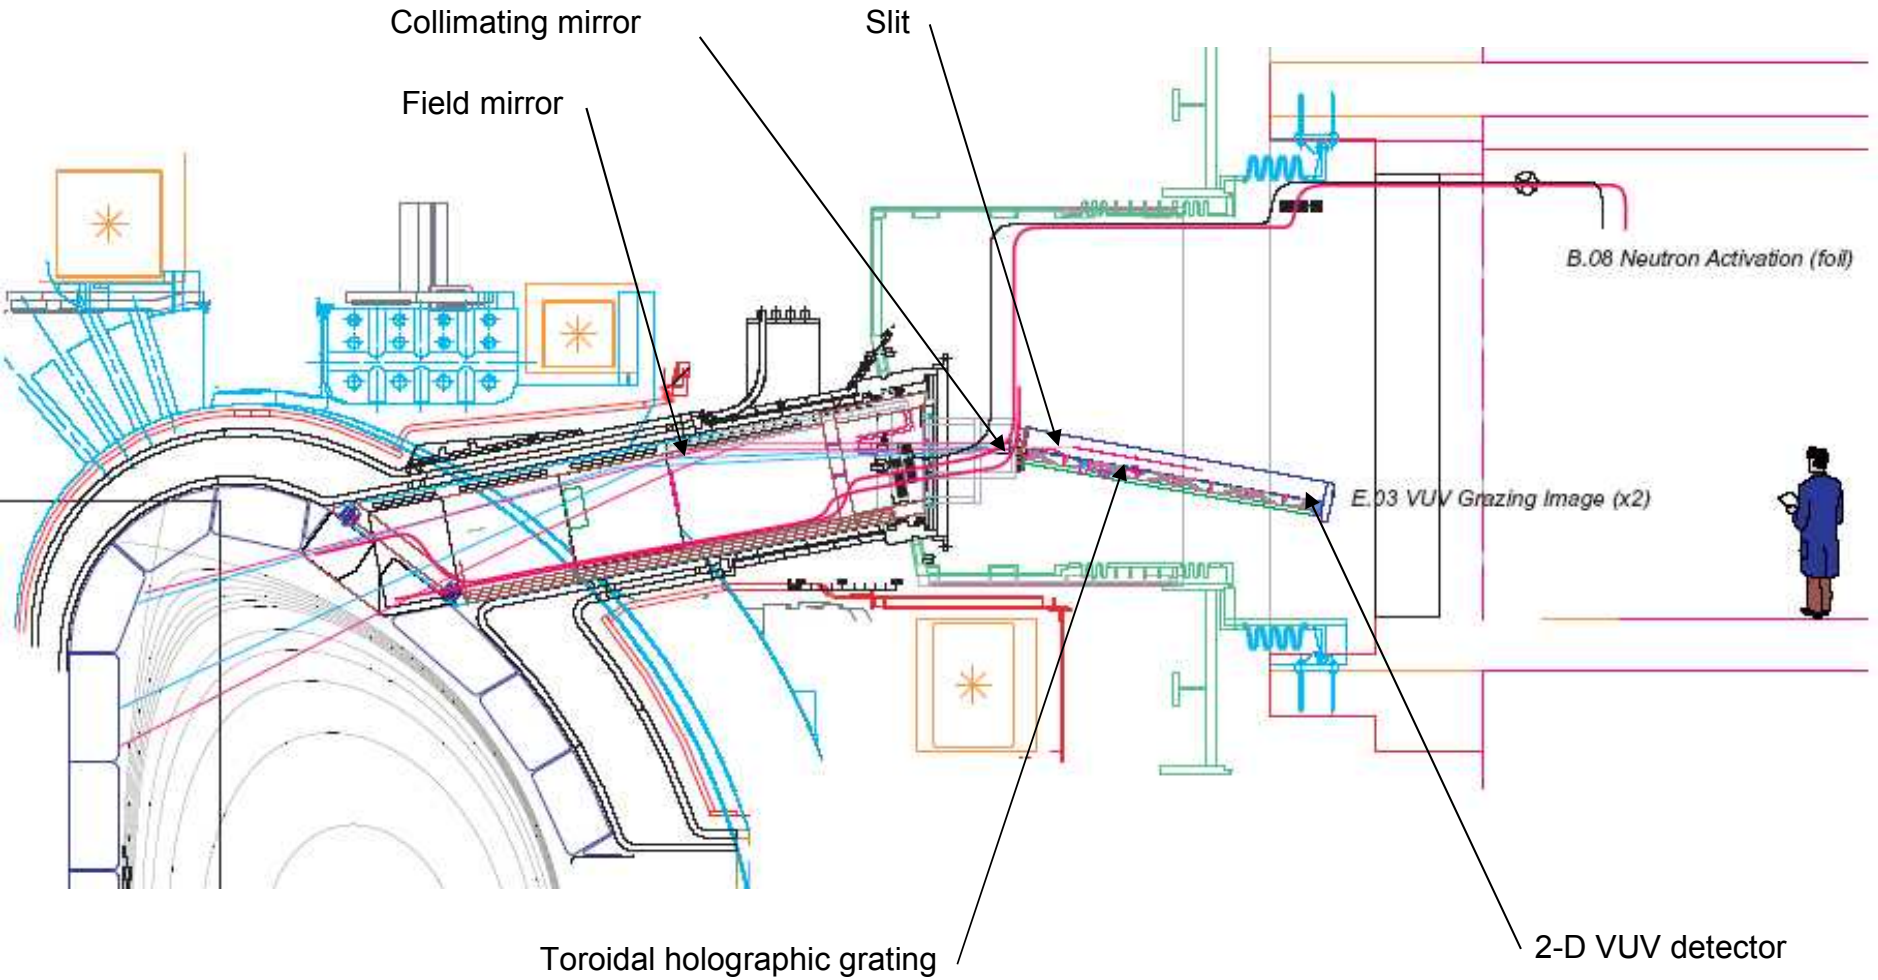 Collimating mirror
Slit
Field mirror
B.08 Neutron Activation (foil)
E.03 VUV Grazing Image (x2)
Toroidal holographic grating
2-D VUV detector